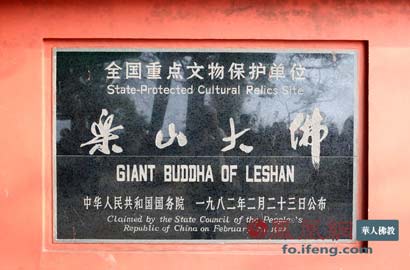 全国重点文物保护单位
State-Protected Cultural Relics Site
乐山大佛
GIANT BUDDHA OF LESHAN
中华人民共和国国务院 一九八二年二月二十三日公布
Claimed by the State Council of the People's
Republic of China on February
華人佛教
fo.ifeng.com